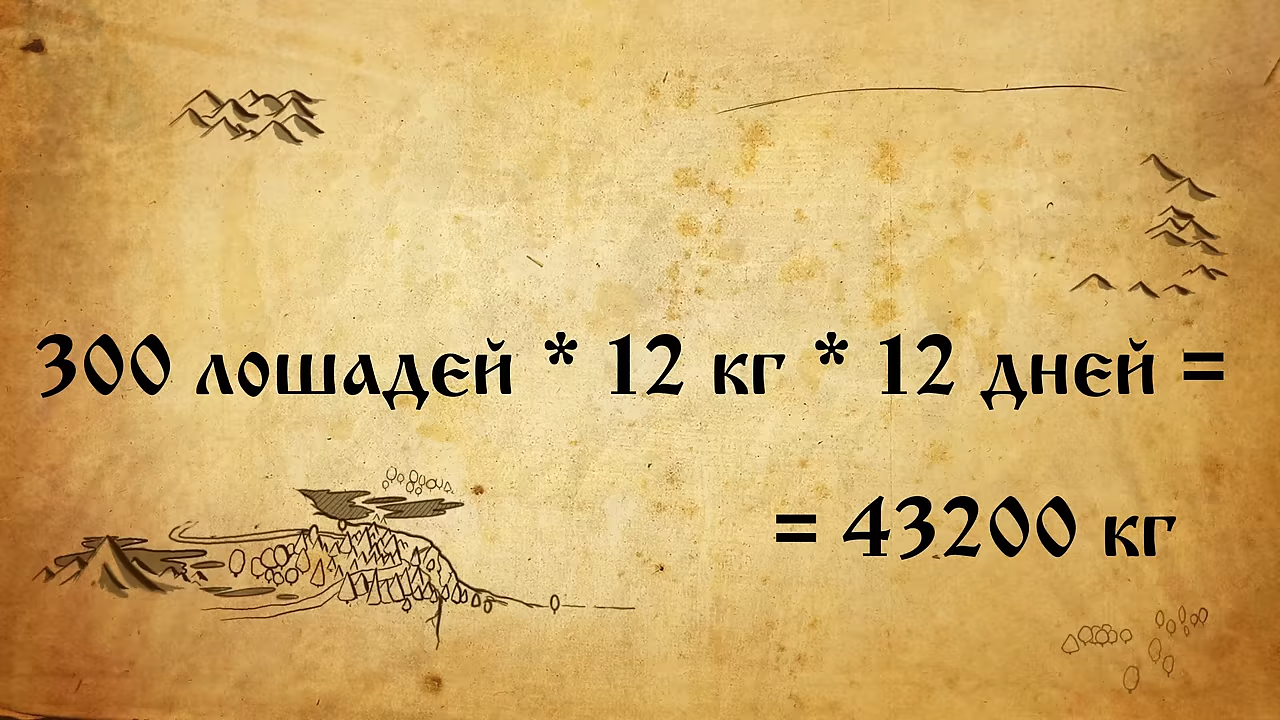 300 лошадей * 12 кг * 12 дней =
= 43200 кг